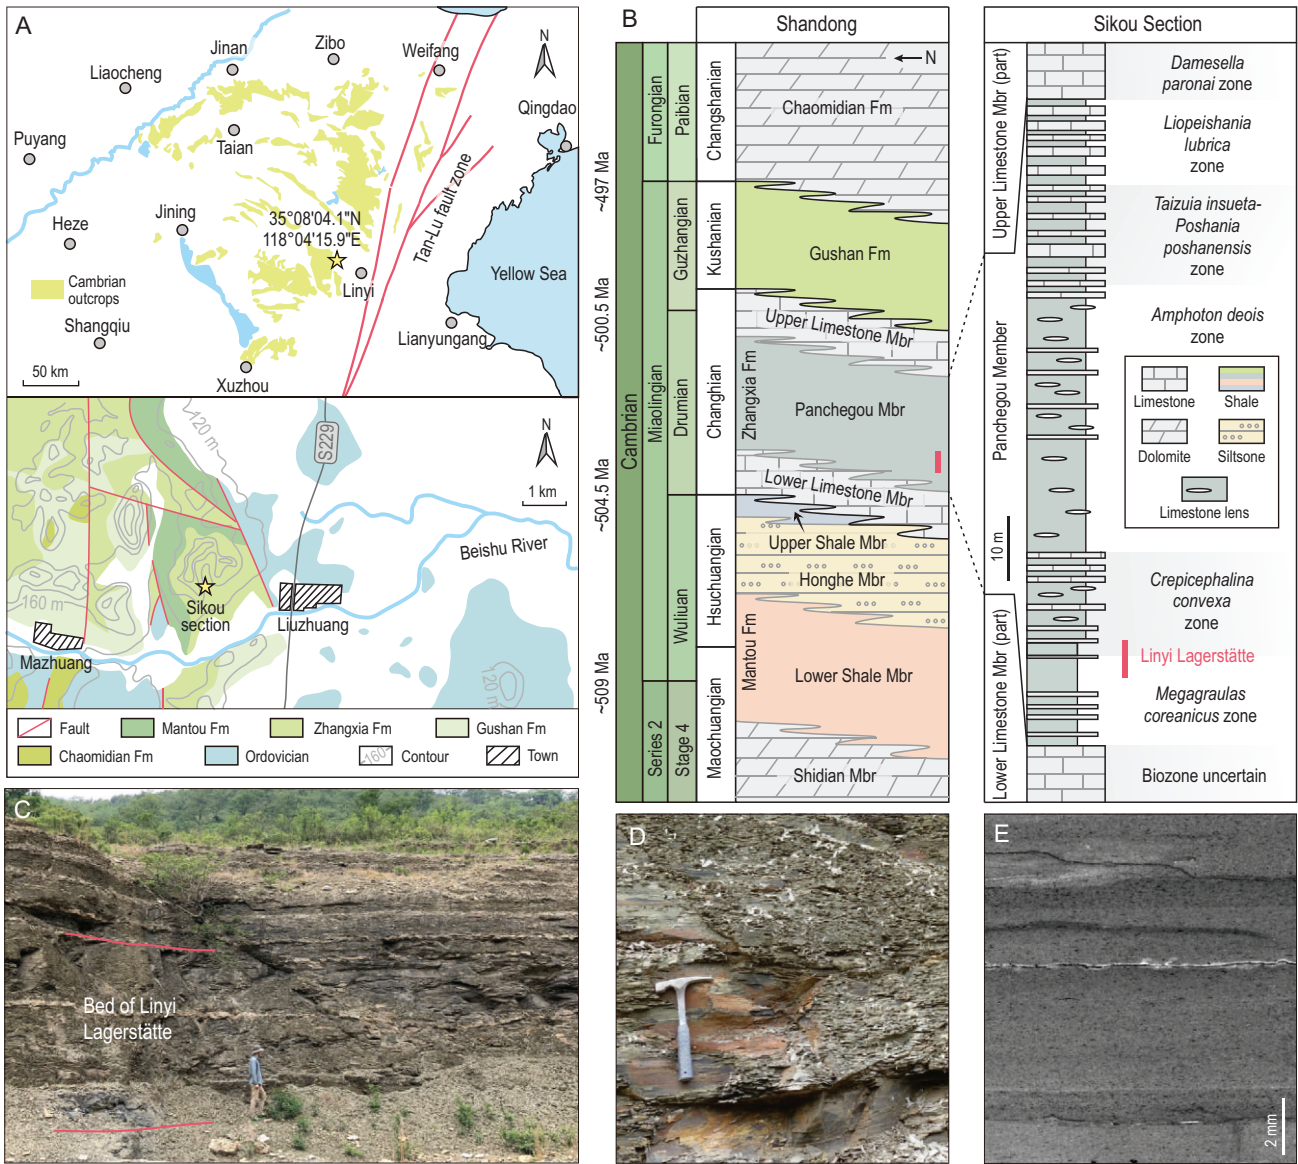 A
Jinan
Zibo
Weifang
N
Liaocheng
Qingdao
Puyang
Taian
Tan-Lu fault zone
Jining
35°08'04.1"N
118°04'15.9"E
Heze
Yellow Sea
Cambrian
outcrops
Linyi
Shangqiu
Lianyungang
50 km
Xuzhou
120 m
S229
N
1 km
Beishu River
160 m
Sikou
section
Liuzhuang
Mazhuang
120 m
Fault
Mantou Fm
Zhangxia Fm
Gushan Fm
Chaomidian Fm
Ordovician
160
Contour
Town
B
Shandong
Cambrian
Furongian
Miaolingian
Series 2
Paibian
Guzhangian
Drumian
Wuliuan
Stage 4
Changshanian
Kushanian
Changhian
Hsuchuangian
Maochuangian
~497 Ma
~500.5 Ma
~504.5 Ma
~509 Ma
N
Chaomidian Fm
Gushan Fm
Upper Limestone Mbr
Zhangxia Fm
Panchegou Mbr
Lower Limestone Mbr
Upper Shale Mbr
Honghe Mbr
Mantou Fm
Lower Shale Mbr
Shidian Mbr
Sikou Section
Upper Limestone Mbr (part)
Panchegou Member
Lower Limestone Mbr (part)
10 m
Damesella
paronai zone
Liopeishania
lubrica
zone
Taizuia insueta-
Poshania
poshanensis
zone
Amphoton deois
zone
Limestone
Shale
Dolomite
Siltsone
Limestone lens
Crepicephalina
convexa
zone
Linyi Lagerstätte
Megagraulas
coreanicus zone
Biozone uncertain
C
Bed of Linyi
Lagerstätte
D
E
2 mm